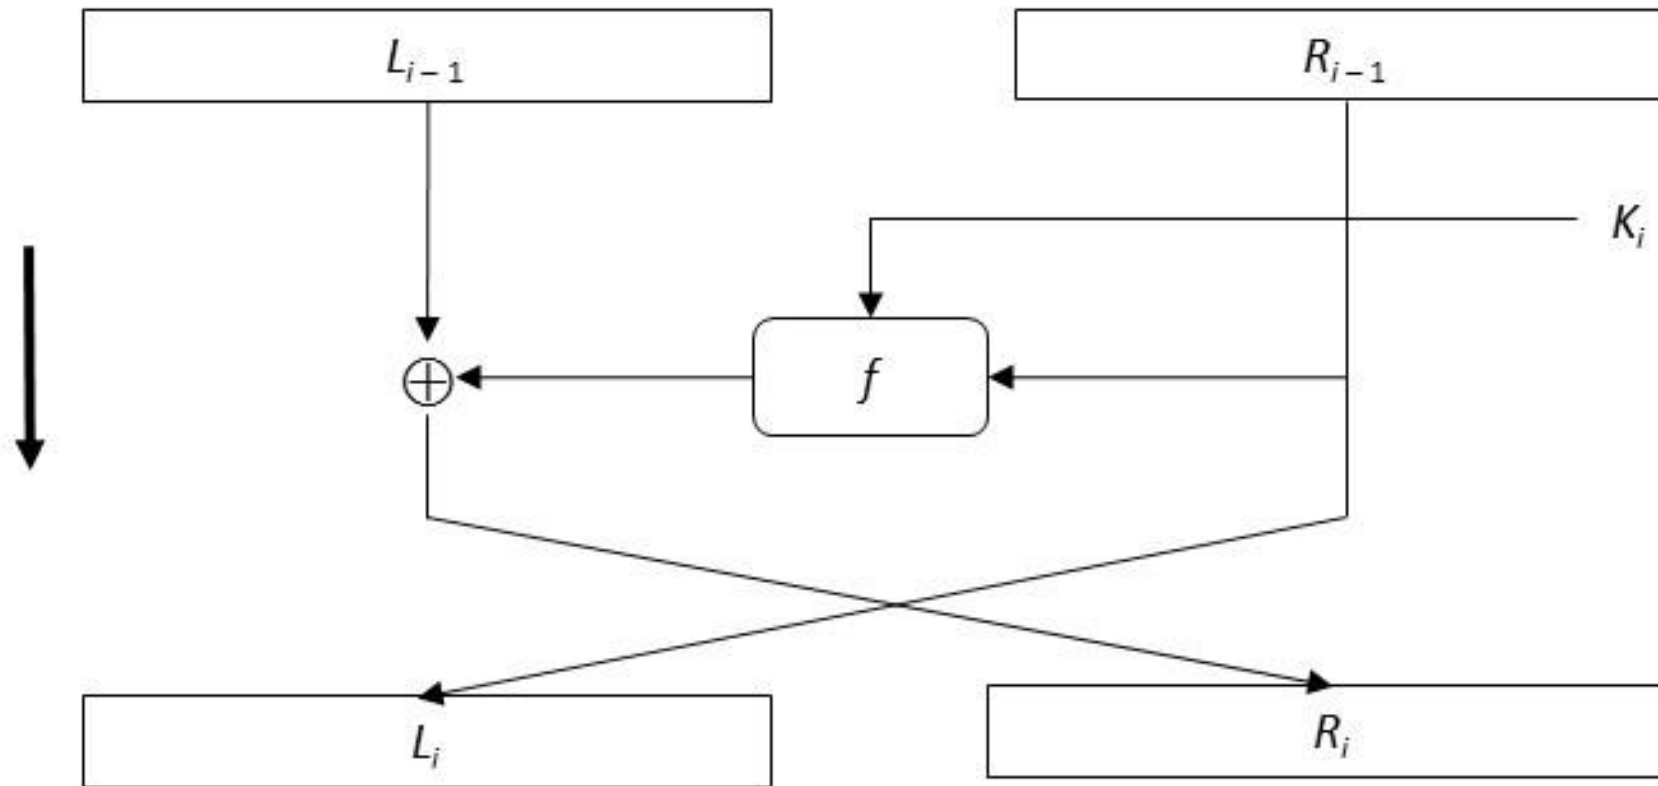 L_{i – 1}
R_{i – 1}
K_i
f
L_i
R_i